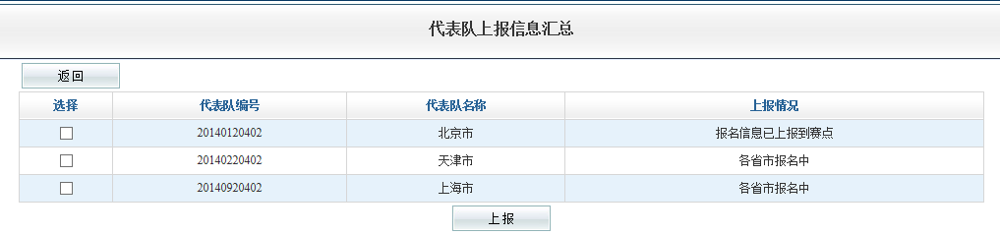 代表队上报信息汇总
返回
选择 代表队编号 代表队名称 上报情况
20140120402 北京市 报名信息已上报到赛点
20140220402 天津市 各省市报名中
20140920402 上海市 各省市报名中
上报